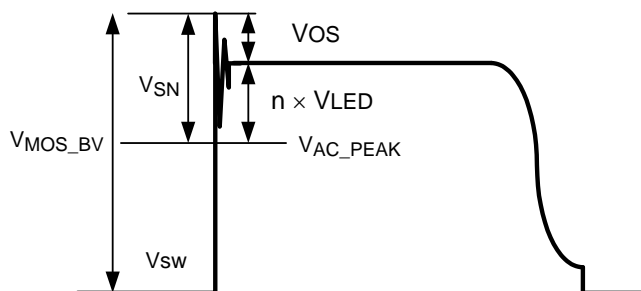 VOS
VSN
n × VLED
VMOS_BV
VAC_PEAK
Vsw